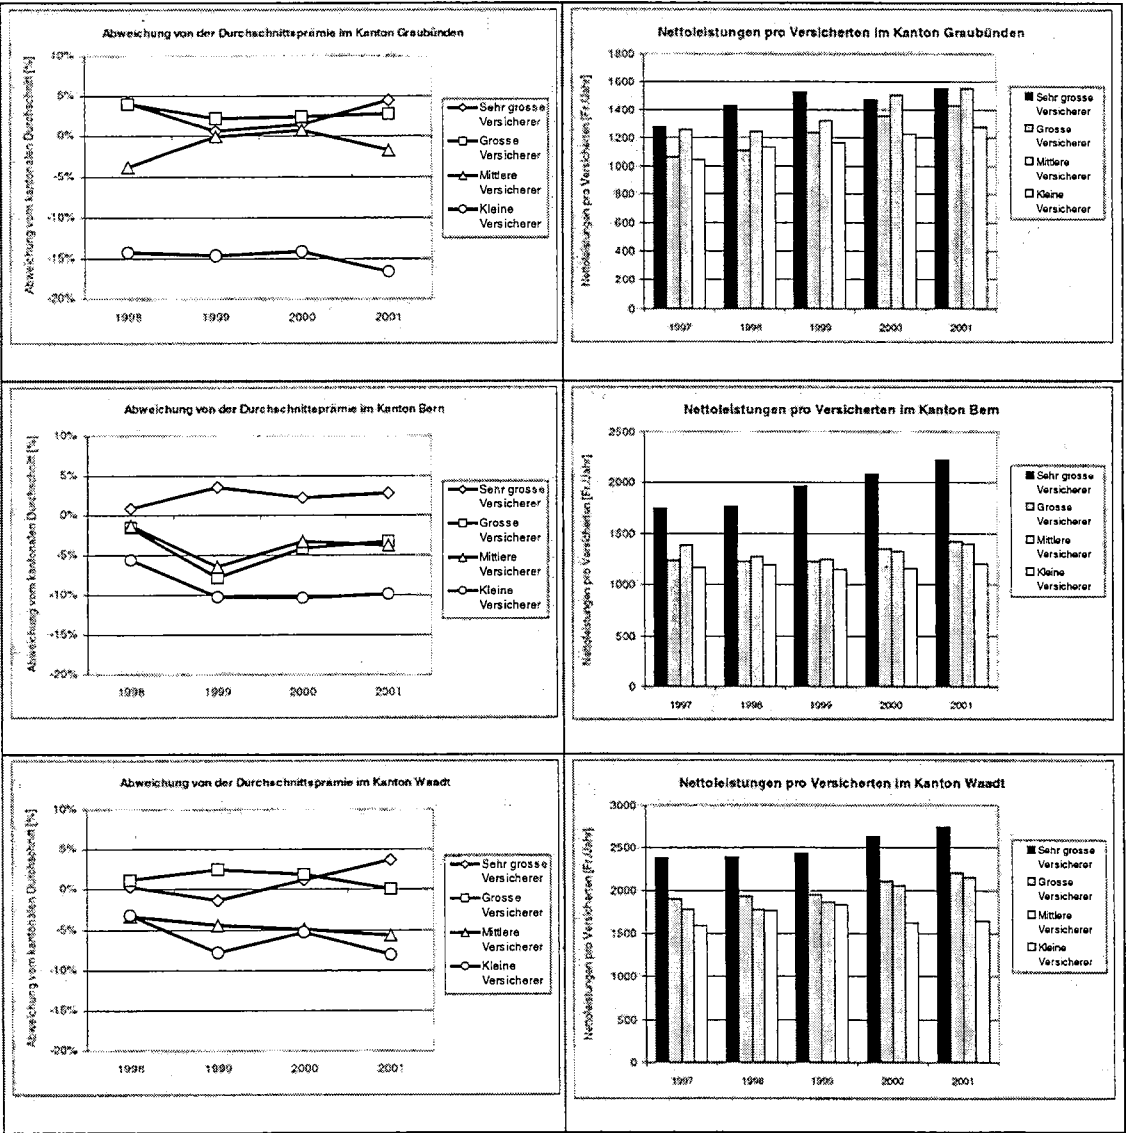 Abweichung von der Durchschnittsprämie im Kanton Graubünden
Abweichung vom kantonalen Durchschnitt [%]
10%
5%
0%
-5%
-10%
-15%
-20%
1998 1999 2000 2001
Sehr grosse
Versicherer
Grosse
Versicherer
Mittlere
Versicherer
Kleine
Versicherer
Nettoleistungen pro Versicherten im Kanton Graubünden
Nettoleistungen pro Versicherten [Fr./Jahr]
1800
1600
1400
1200
1000
800
600
400
200
0
1997 1998 1999 2000 2001
Sehr grosse
Versicherer
Grosse
Versicherer
Mittlere
Versicherer
Kleine
Versicherer
Abweichung von der Durchschnittsprämie im Kanton Bern
Abweichung vom kantonalen Durchschnitt [%]
10%
5%
0%
-5%
-10%
-15%
-20%
1998 1999 2000 2001
Sehr grosse
Versicherer
Grosse
Versicherer
Mittlere
Versicherer
Kleine
Versicherer
Nettoleistungen pro Versicherten im Kanton Bern
Nettoleistungen pro Versicherten [Fr./Jahr]
2500
2000
1500
1000
500
0
1997 1998 1999 2000 2001
Sehr grosse
Versicherer
Grosse
Versicherer
Mittlere
Versicherer
Kleine
Versicherer
Abweichung von der Durchschnittsprämie im Kanton Waadt
Abweichung vom kantonalen Durchschnitt [%]
10%
5%
0%
-5%
-10%
-15%
-20%
1998 1999 2000 2001
Sehr grosse
Versicherer
Grosse
Versicherer
Mittlere
Versicherer
Kleine
Versicherer
Nettoleistungen pro Versicherten im Kanton Waadt
Nettoleistungen pro Versicherten [Fr./Jahr]
3000
2500
2000
1500
1000
500
0
1997 1998 1999 2000 2001
Sehr grosse
Versicherer
Grosse
Versicherer
Mittlere
Versicherer
Kleine
Versicherer